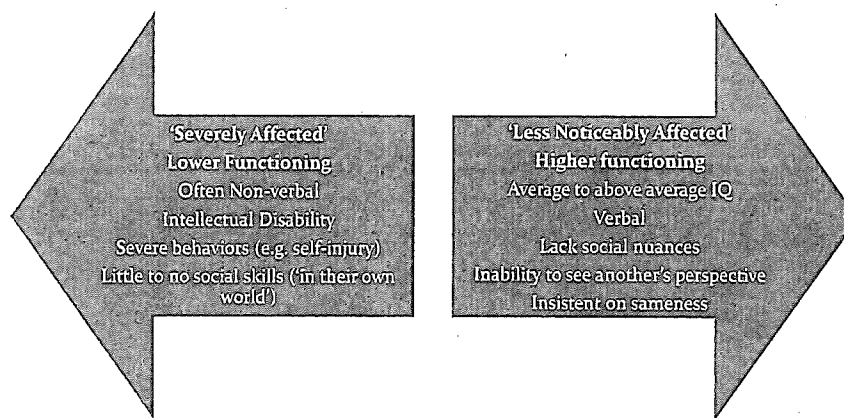 'Severely Affected'
Lower Functioning
Often Non-verbal
Intellectual Disability
Severe behaviors (e.g. self-injury)
Little to no social skills ('in their own
world')
'Less Noticeably Affected'
Higher functioning
Average to above average IQ
Verbal
Lack social nuances
Inability to see another's perspective
Insistent on sameness